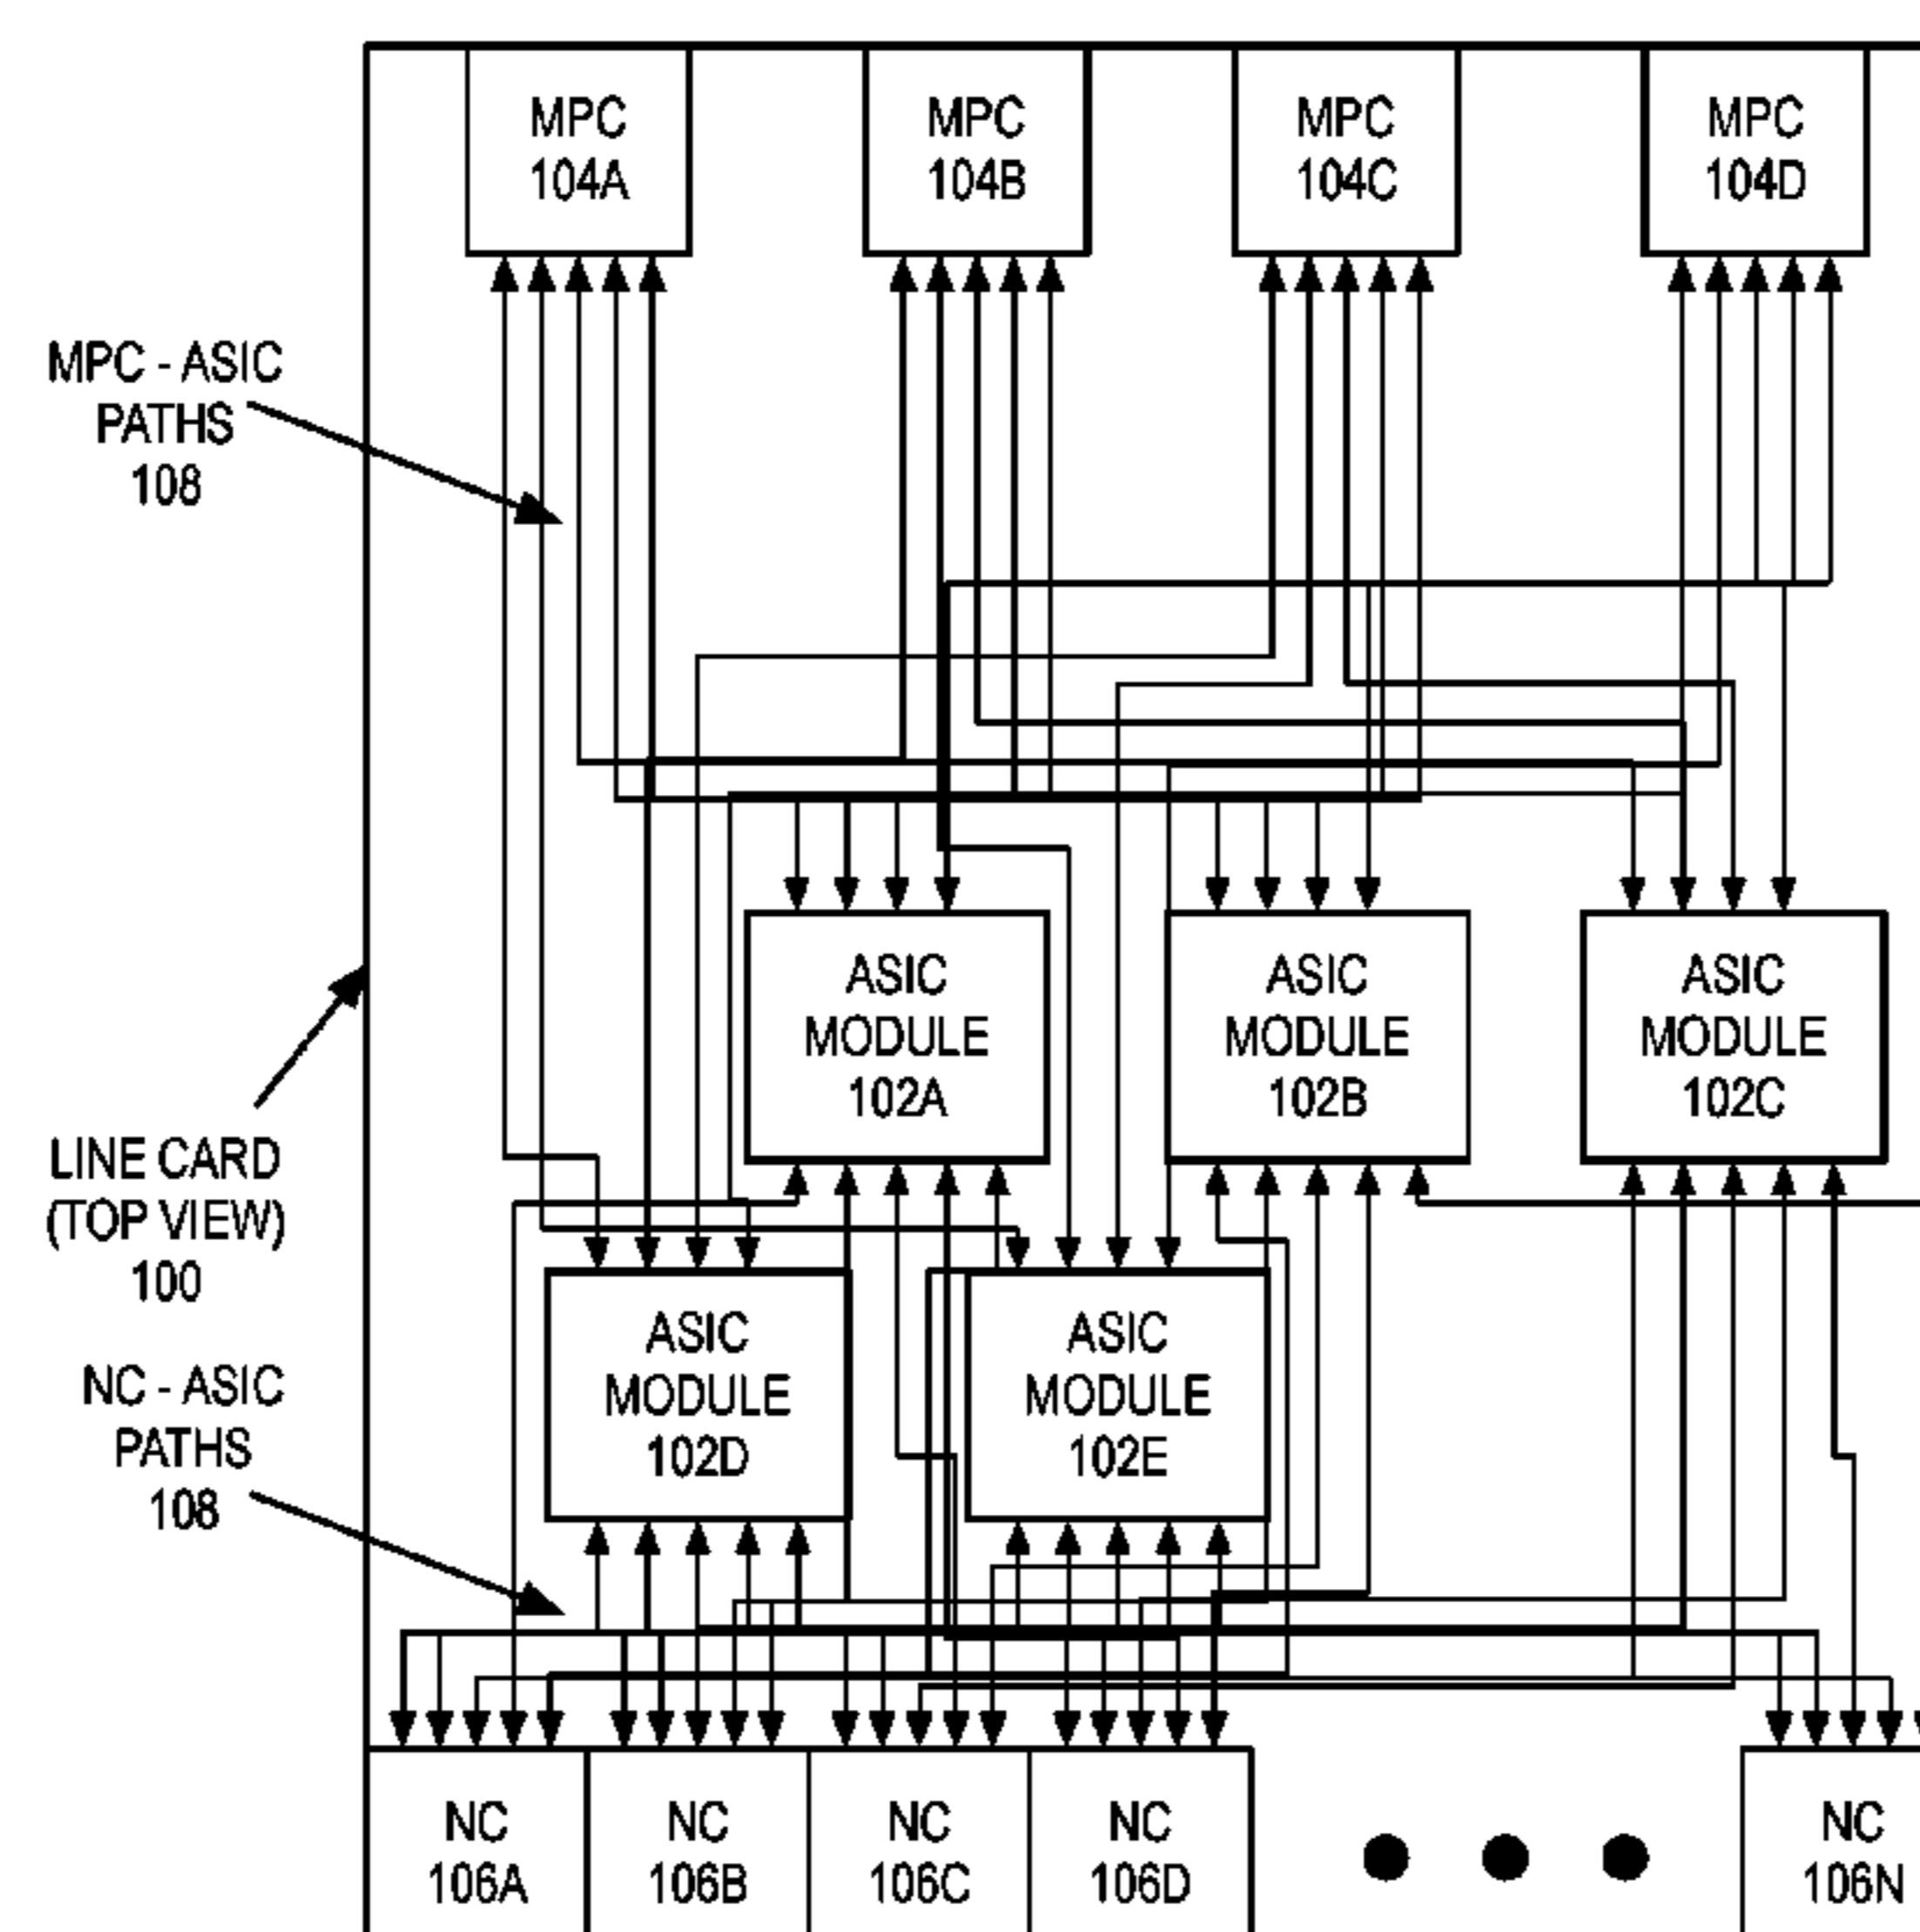 MPC
104A
MPC
104B
MPC
104C
MPC
104D
MPC - ASIC
PATHS
108
ASIC
MODULE
102A
ASIC
MODULE
102B
ASIC
MODULE
102C
LINE CARD
(TOP VIEW)
100
ASIC
MODULE
102D
ASIC
MODULE
102E
NC - ASIC
PATHS
108
NC
106A
NC
106B
NC
106C
NC
106D
NC
106N